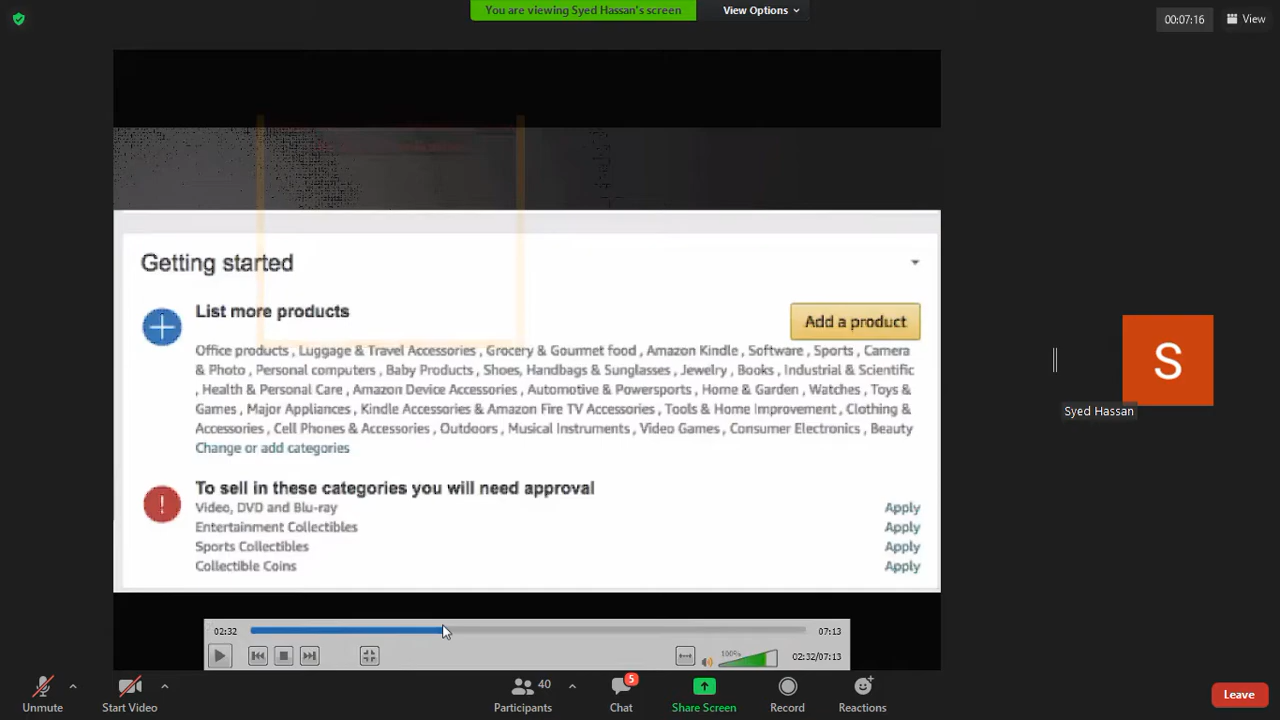 You are viewing Syed Hassan's screen
View Options
00:07:16
View
Getting started
List more products
Add a product
Office products , Luggage & Travel Accessories , Grocery & Gourmet food , Amazon Kindle , Software , Sports , Camera
& Photo , Personal computers , Baby Products , Shoes, Handbags & Sunglasses , Jewelry , Books , Industrial & Scientific
, Health & Personal Care , Amazon Device Accessories , Automotive & Powersports , Home & Garden , Watches , Toys &
Games , Major Appliances , Kindle Accessories & Amazon Fire TV Accessories , Tools & Home Improvement , Clothing &
Accessories , Cell Phones & Accessories , Outdoors , Musical Instruments , Video Games , Consumer Electronics , Beauty
Change or add categories
To sell in these categories you will need approval
Video, DVD and Blu-ray Apply
Entertainment Collectibles Apply
Sports Collectibles Apply
Collectible Coins Apply
S
Syed Hassan
02:32
07:13
100%
02:32/07:13
Unmute
Start Video
40
Participants
5
Chat
Share Screen
Record
Reactions
Leave